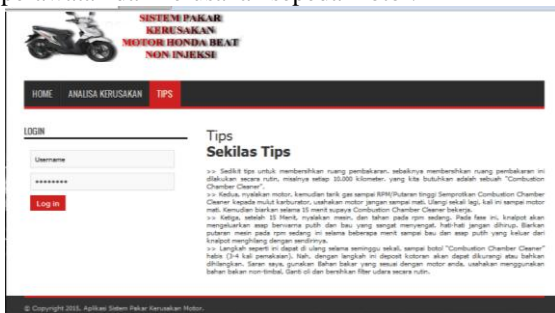 SISTEM PAKAR
KERUSAKAN
MOTOR HONDA BEAT
NON INJEKSI
HOME ANALISA KERUSAKAN TIPS
LOGIN
Username
••••••••
Log in
Tips
Sekilas Tips
>> Sedikit tips untuk membersihkan ruang pembakaran. sebaiknya membersihkan ruang pembakaran ini
dilakukan secara rutin, misalnya setiap 10.000 kilometer. yang kita butuhkan adalah sebuah "Combustion
Chamber Cleaner".
>> Kedua, nyalakan motor, kemudian tarik gas sampai RPM/Putaran tinggi Semprotkan Combustion Chamber
Cleaner kepada mulut karburator, usahakan motor jangan sampai mati. Ulangi sekali lagi, kali ini sampai motor
mati. Kemudian biarkan selama 15 menit supaya Combustion Chamber Cleaner bekerja.
>> Ketiga, setelah 15 Menit, nyalakan mesin, dan tahan pada rpm sedang. Pada fase ini, knalpot akan
mengeluarkan asap berwarna putih dan bau yang sangat menyengat, hati-hati jangan dihirup. Biarkan
putaran mesin pada rpm sedang ini selama beberapa menit sampai bau dan asap putih yang keluar dari
knalpot menghilang dengan sendirinya.
>> Langkah seperti ini dapat di ulang selama seminggu sekali, sampai botol "Combustion Chamber Cleaner"
habis (3-4 kali pemakaian). Nah, dengan langkah ini deposit kotoran akan dapat dikurangi atau bahkan
dihilangkan. Saran saya, gunakan Bahan bakar yang sesuai dengan motor anda, usahakan menggunakan
bahan bakan non-timbal. Ganti oli dan bersihkan filter udara secara rutin.
© Copyright 2015, Aplikasi Sistem Pakar Kerusakan Motor.